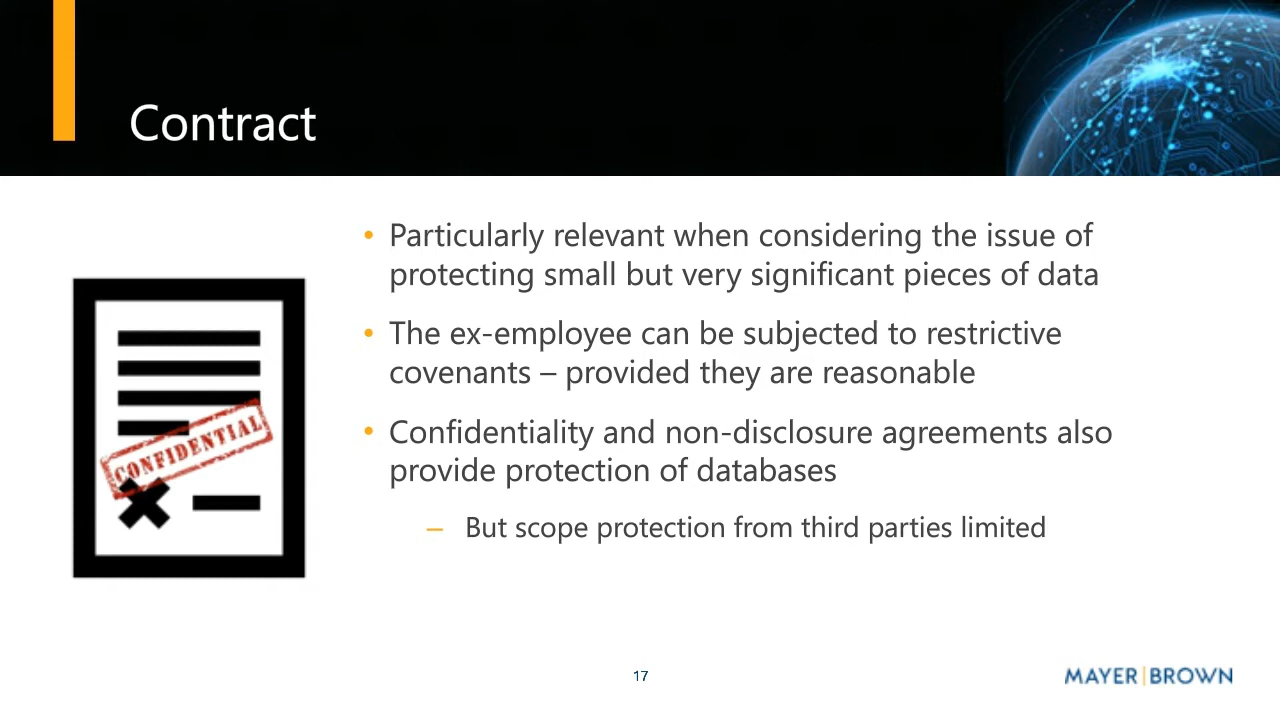 Contract
• Particularly relevant when considering the issue of
protecting small but very significant pieces of data
• The ex-employee can be subjected to restrictive
covenants – provided they are reasonable
• Confidentiality and non-disclosure agreements also
provide protection of databases
– But scope protection from third parties limited
CONFIDENTIAL
17
MAYER|BROWN